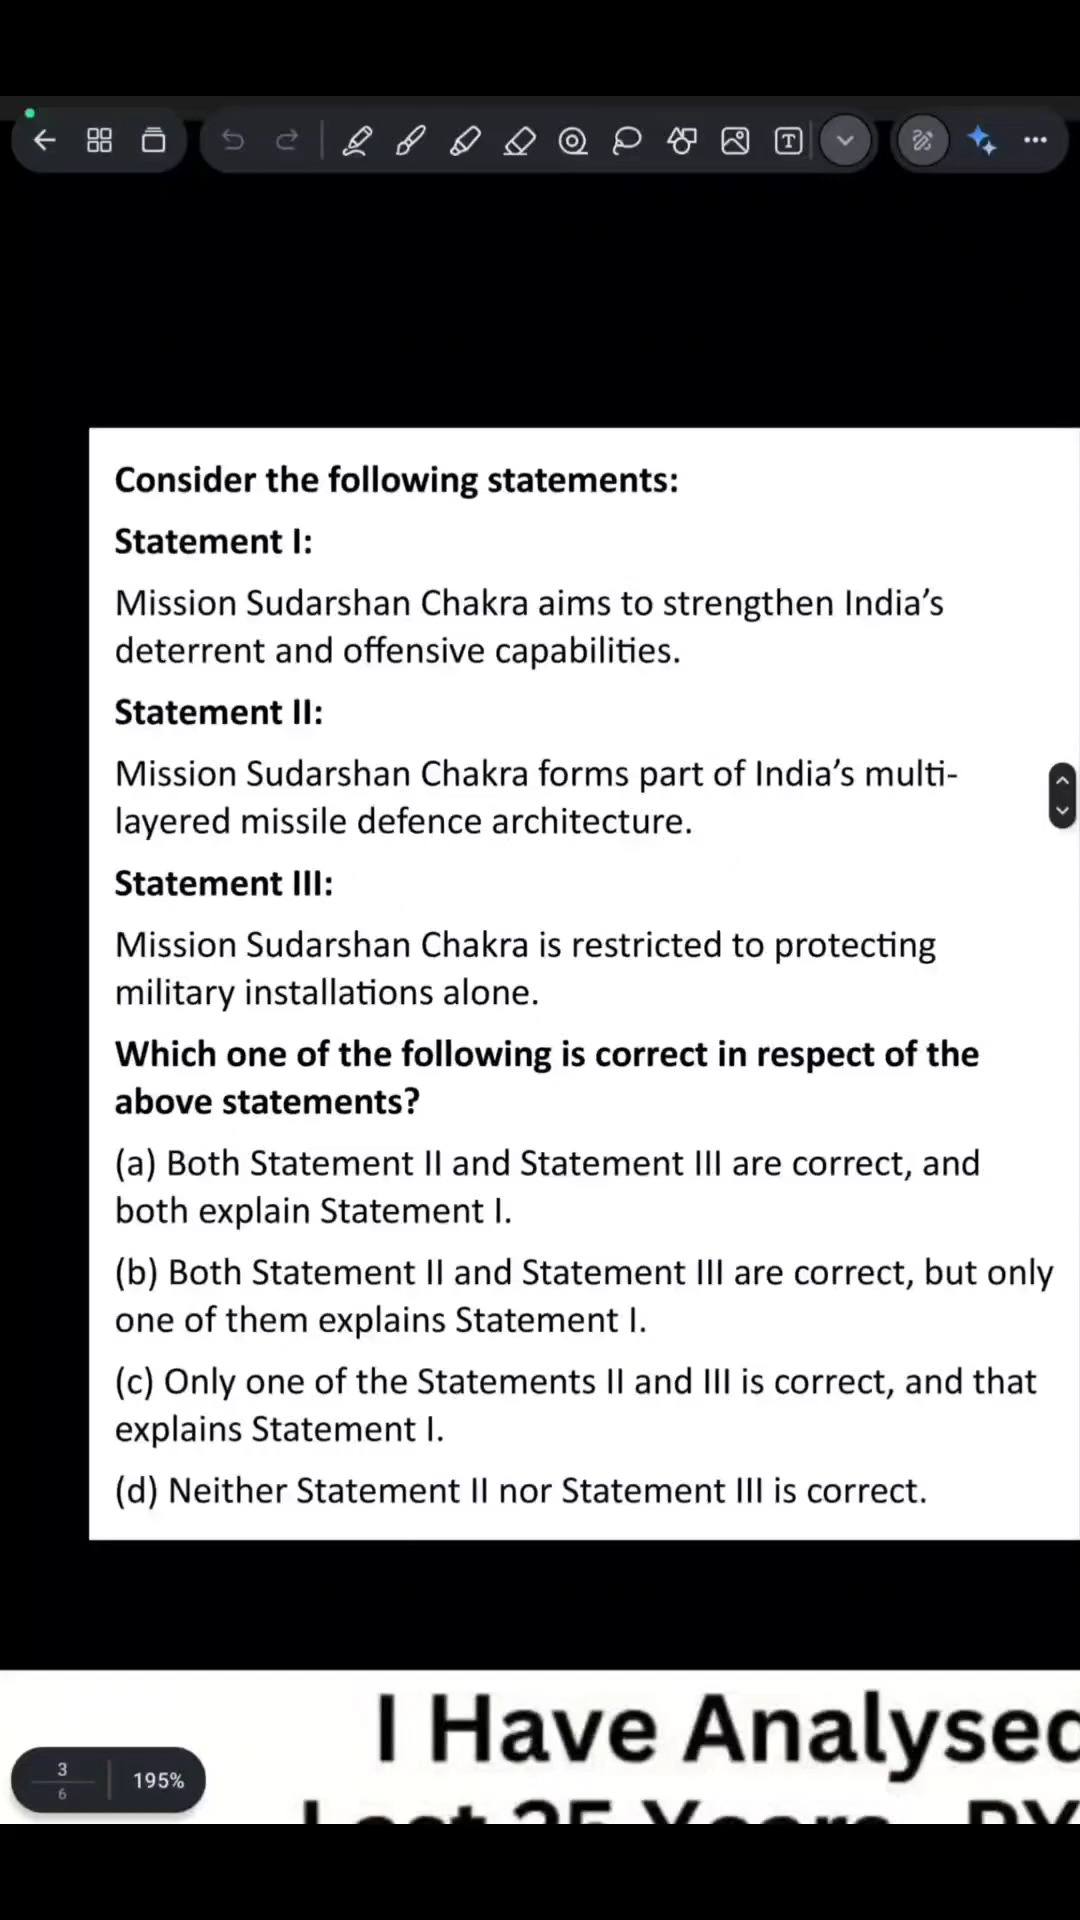 Consider the following statements:
Statement I:
Mission Sudarshan Chakra aims to strengthen India’s
deterrent and offensive capabilities.
Statement II:
Mission Sudarshan Chakra forms part of India’s multi-
layered missile defence architecture.
Statement III:
Mission Sudarshan Chakra is restricted to protecting
military installations alone.
Which one of the following is correct in respect of the
above statements?
(a) Both Statement II and Statement III are correct, and
both explain Statement I.
(b) Both Statement II and Statement III are correct, but only
one of them explains Statement I.
(c) Only one of the Statements II and III is correct, and that
explains Statement I.
(d) Neither Statement II nor Statement III is correct.
I Have Analysed
3
6
195%